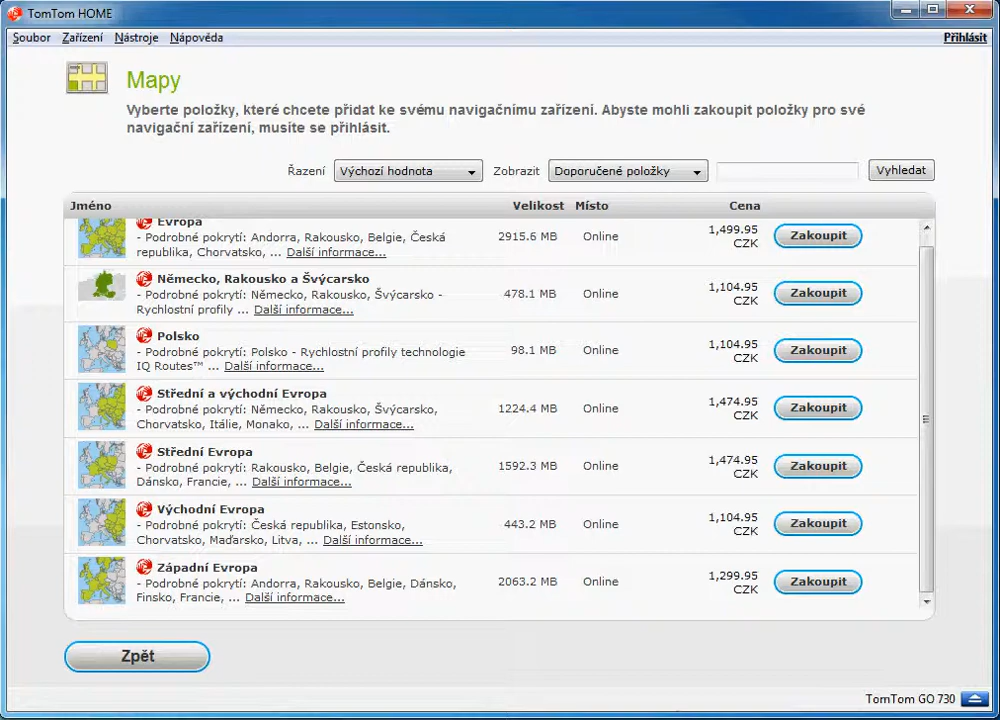 TomTom HOME
Soubor Zařízení Nástroje Nápověda Přihlásit
Mapy
Vyberte položky, které chcete přidat ke svému navigačnímu zařízení. Abyste mohli zakoupit položky pro své
navigační zařízení, musíte se přihlásit.
Řazení Výchozí hodnota Zobrazit Doporučené položky Vyhledat
Jméno Velikost Místo Cena
Evropa
- Podrobné pokrytí: Andorra, Rakousko, Belgie, Česká
republika, Chorvatsko, ... Další informace...
2915.6 MB Online 1,499.95
CZK
Zakoupit
Německo, Rakousko a Švýcarsko
- Podrobné pokrytí: Německo, Rakousko, Švýcarsko -
Rychlostní profily ... Další informace...
478.1 MB Online 1,104.95
CZK
Zakoupit
Polsko
- Podrobné pokrytí: Polsko - Rychlostní profily technologie
IQ Routes™ ... Další informace...
98.1 MB Online 1,104.95
CZK
Zakoupit
Střední a východní Evropa
- Podrobné pokrytí: Německo, Rakousko, Švýcarsko,
Chorvatsko, Itálie, Monako, ... Další informace...
1224.4 MB Online 1,474.95
CZK
Zakoupit
Střední Evropa
- Podrobné pokrytí: Rakousko, Belgie, Česká republika,
Dánsko, Francie, ... Další informace...
1592.3 MB Online 1,474.95
CZK
Zakoupit
Východní Evropa
- Podrobné pokrytí: Česká republika, Estonsko,
Chorvatsko, Maďarsko, Litva, ... Další informace...
443.2 MB Online 1,104.95
CZK
Zakoupit
Západní Evropa
- Podrobné pokrytí: Andorra, Rakousko, Belgie, Dánsko,
Finsko, Francie, ... Další informace...
2063.2 MB Online 1,299.95
CZK
Zakoupit
Zpět
TomTom GO 730